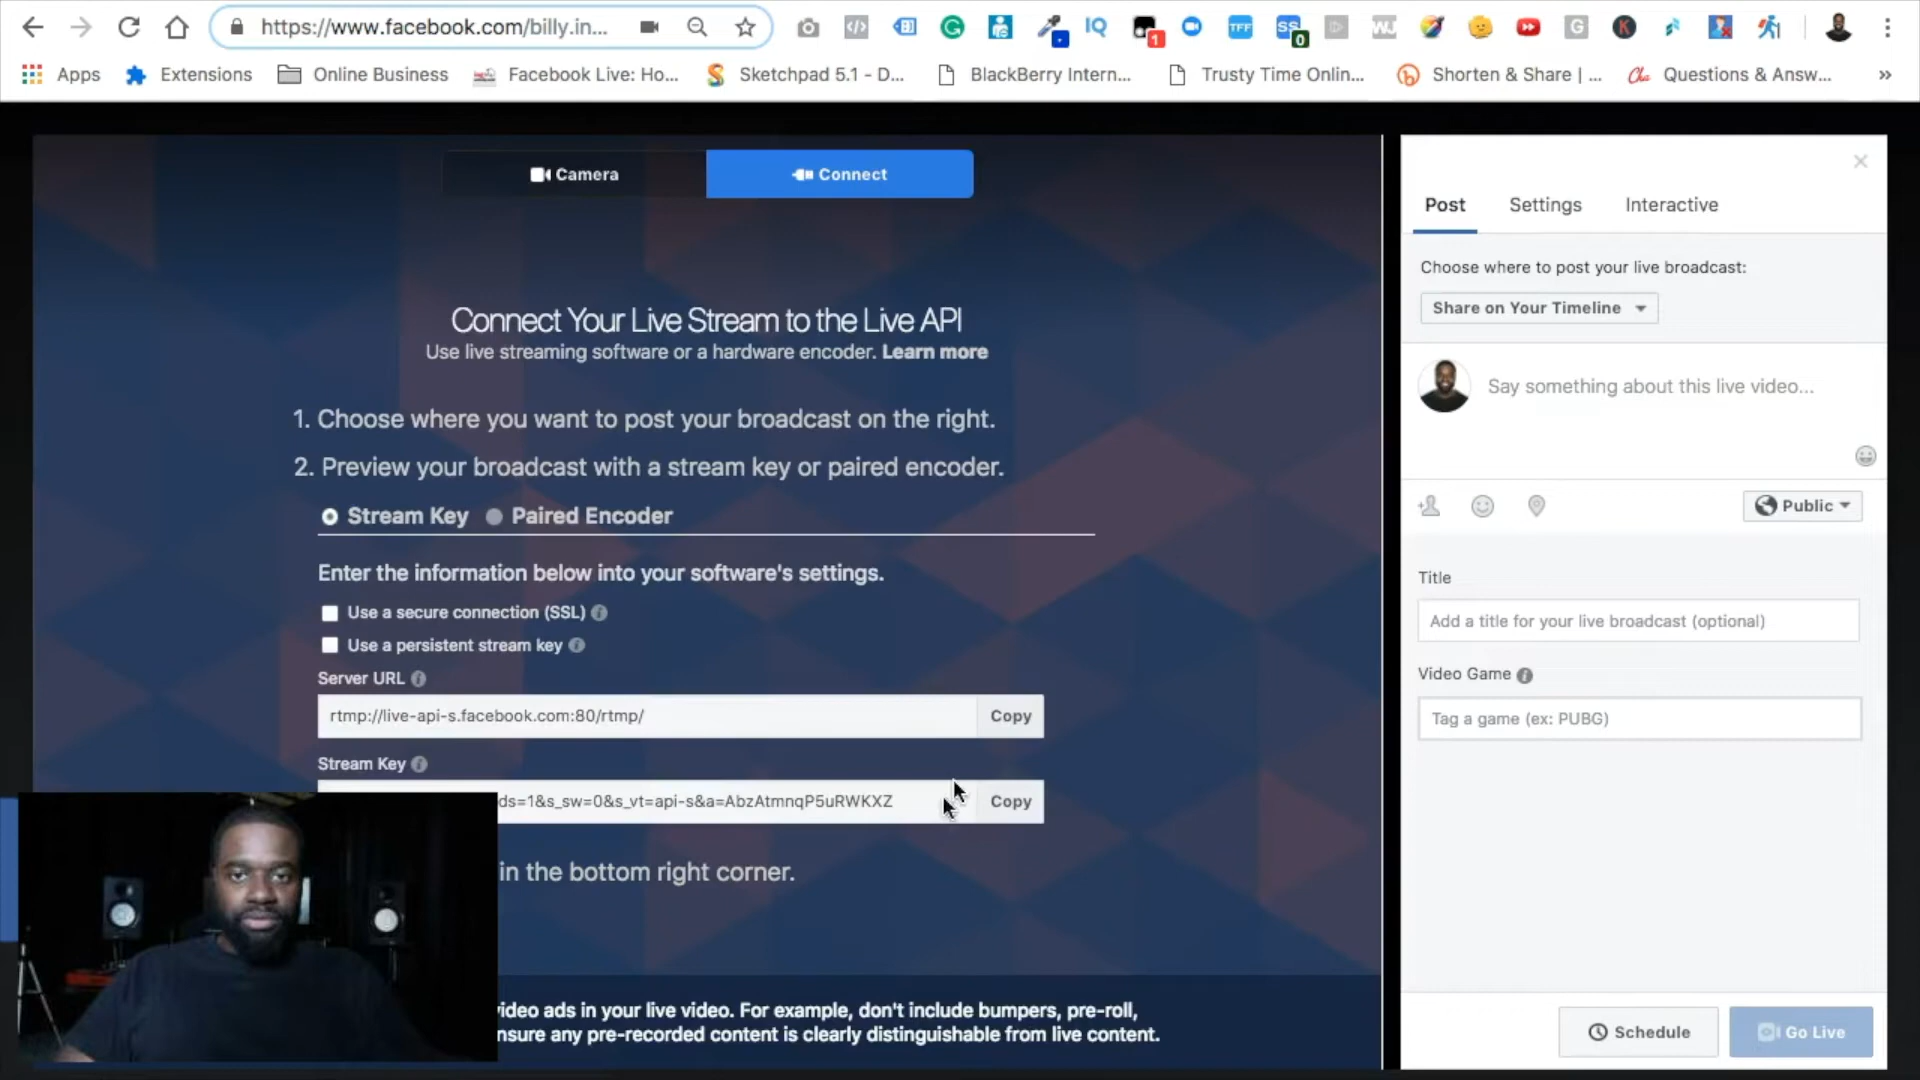 https://www.facebook.com/billy.in...
IQ
1
TFF
SS
0
WJ
G
K
Apps
Extensions
Online Business
Facebook Live: Ho...
Sketchpad 5.1 - D...
BlackBerry Intern...
Trusty Time Onlin...
Shorten & Share | ...
Cha
Questions & Answ...
»
Camera
Connect
Connect Your Live Stream to the Live API
Use live streaming software or a hardware encoder. Learn more
1. Choose where you want to post your broadcast on the right.
2. Preview your broadcast with a stream key or paired encoder.
Stream Key
Paired Encoder
Enter the information below into your software's settings.
Use a secure connection (SSL)
Use a persistent stream key
Server URL
rtmp://live-api-s.facebook.com:80/rtmp/
Copy
Stream Key
ds=1&s_sw=0&s_vt=api-s&a=AbzAtmnqP5uRWKXZ
Copy
in the bottom right corner.
video ads in your live video. For example, don't include bumpers, pre-roll,
nsure any pre-recorded content is clearly distinguishable from live content.
Post
Settings
Interactive
Choose where to post your live broadcast:
Share on Your Timeline
Say something about this live video...
Public
Title
Add a title for your live broadcast (optional)
Video Game
Tag a game (ex: PUBG)
Schedule
Go Live